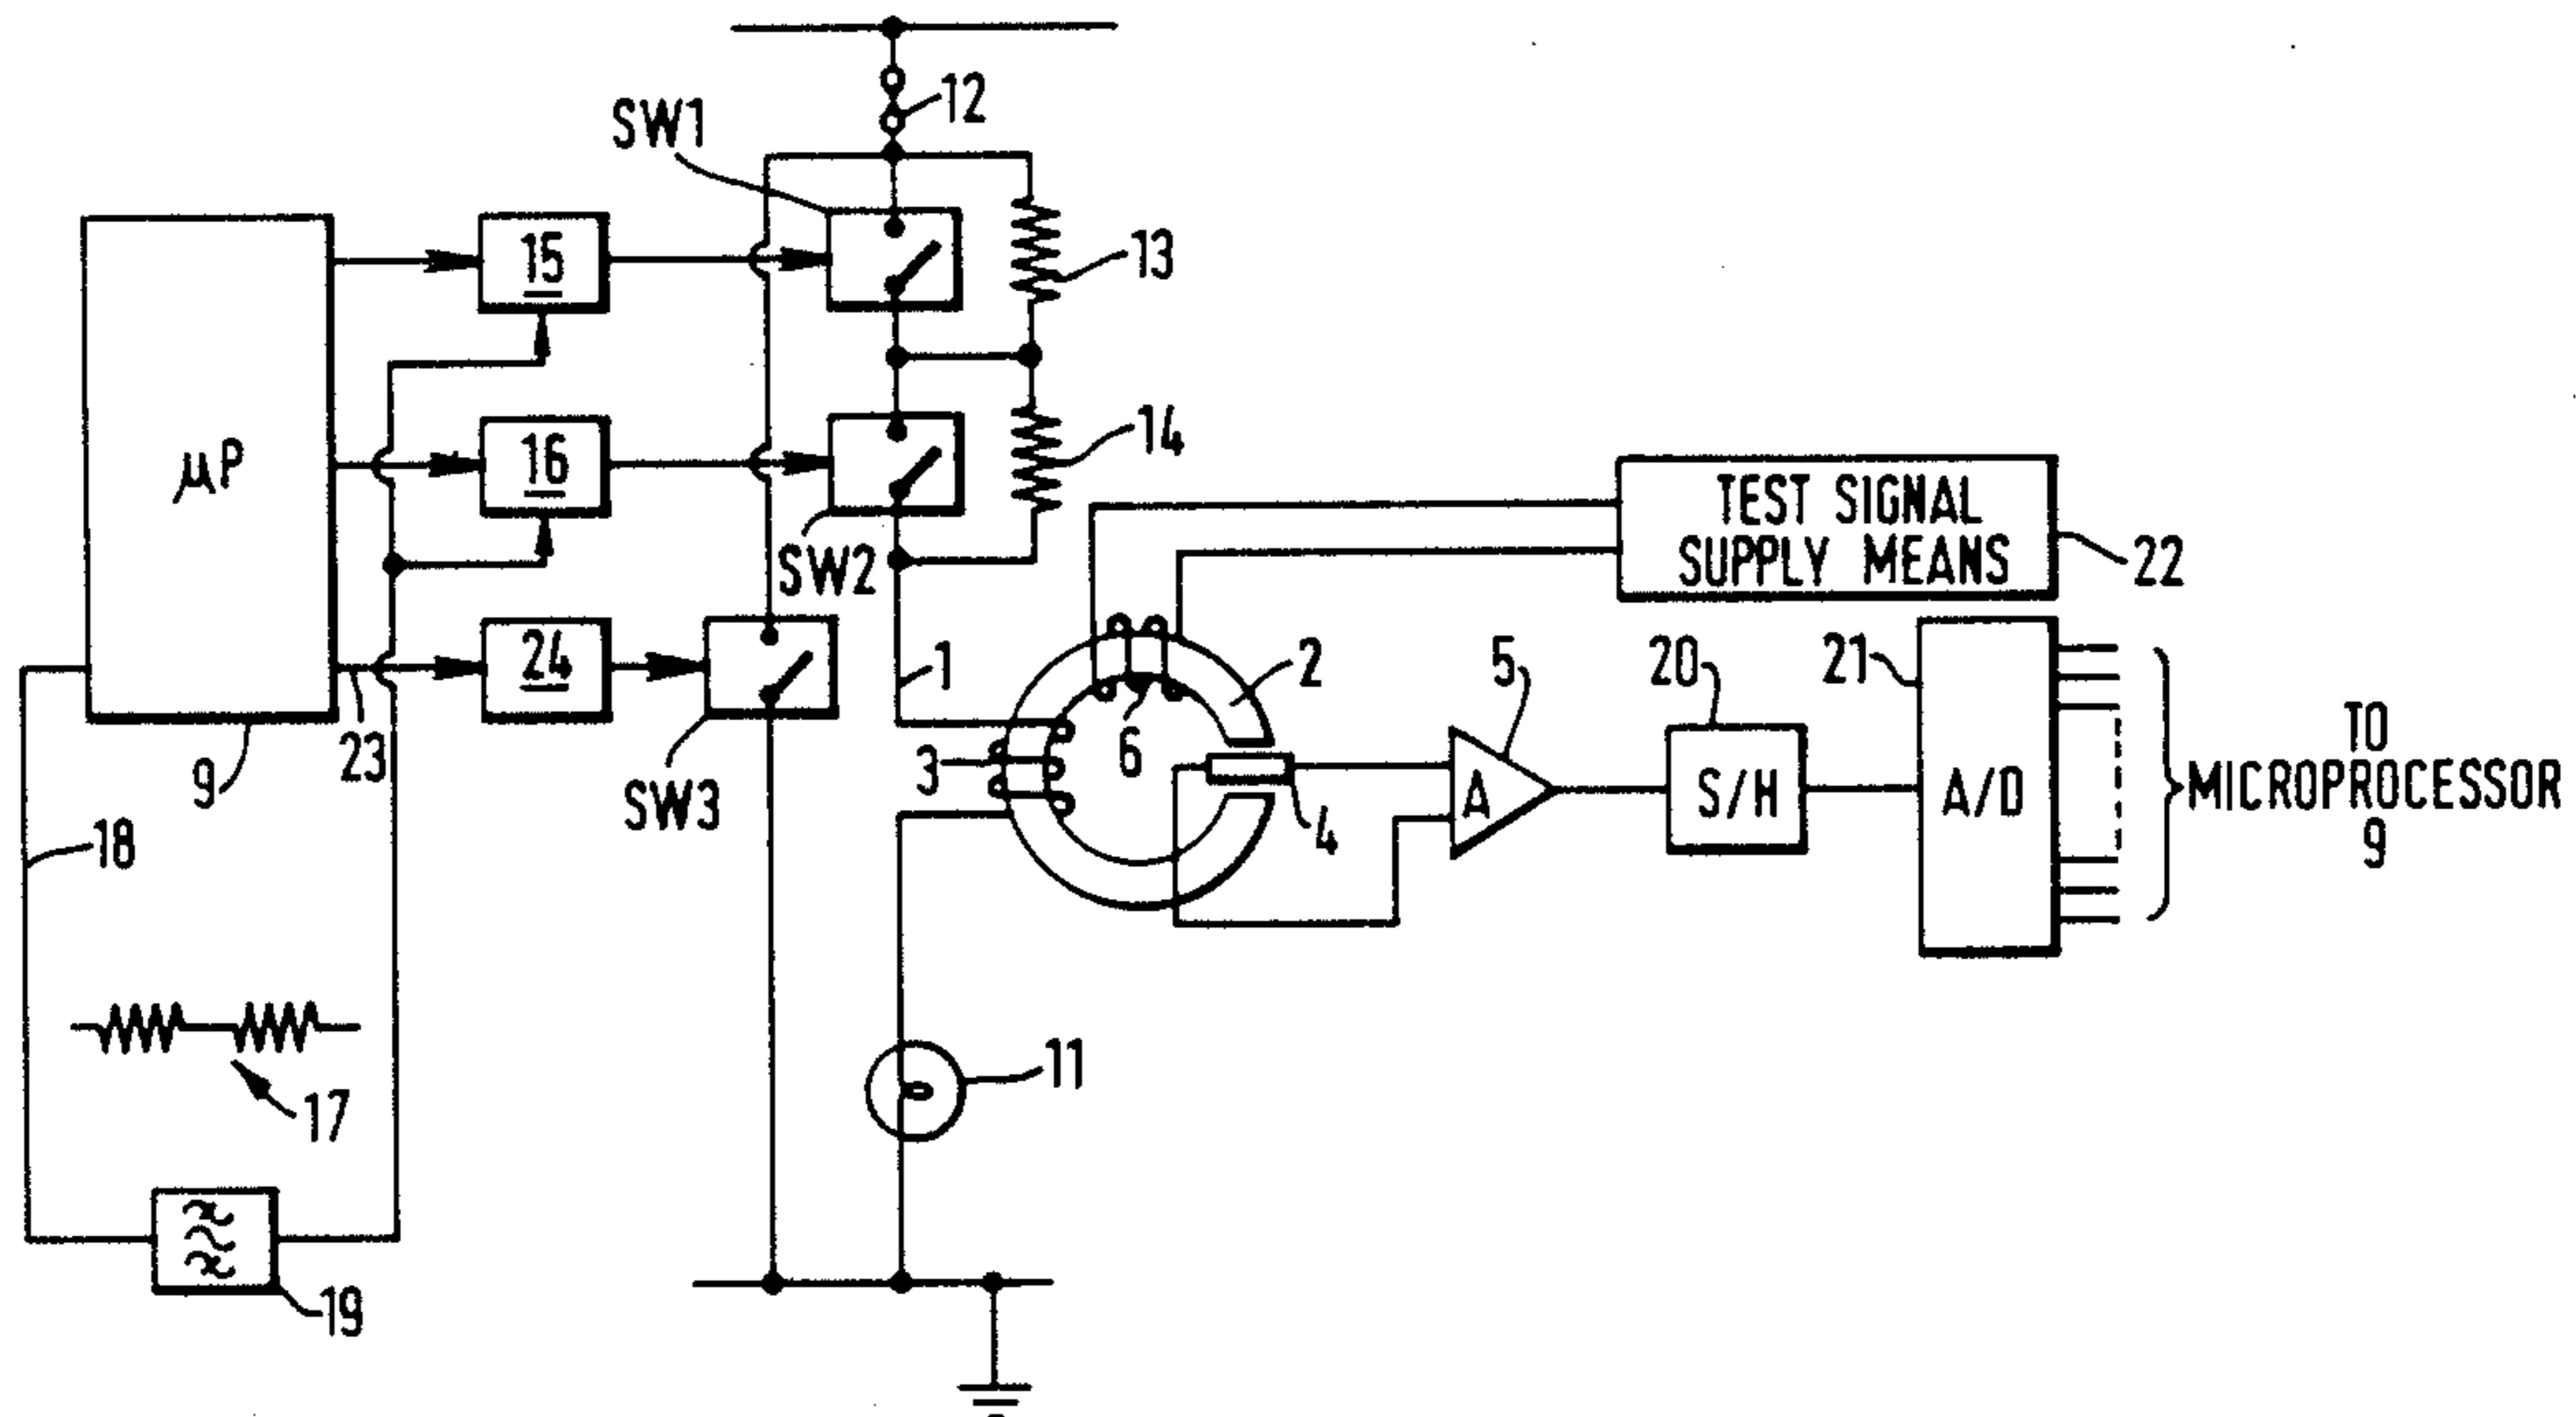 12
SW1
15
13
μP
16
14
SW2
TEST SIGNAL
SUPPLY MEANS
22
24
1
2
5
20
21
23
9
SW3
3
6
4
A
S/H
A/D
TO
MICROPROCESSOR
9
18
17
11
19